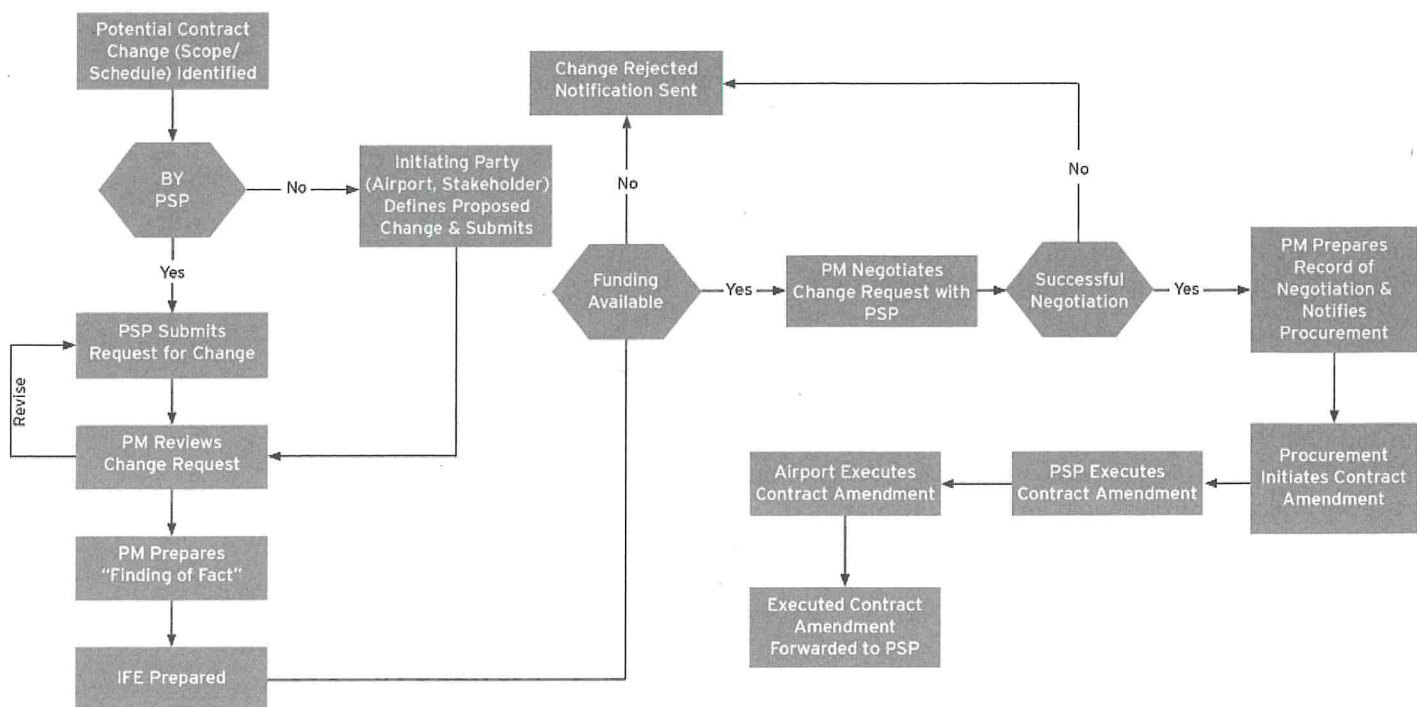 Potential Contract
Change (Scope/
Schedule) Identified
BY
PSP
No
Initiating Party
(Airport, Stakeholder)
Defines Proposed
Change & Submits
Yes
PSP Submits
Request for Change
Revise
PM Reviews
Change Request
PM Prepares
“Finding of Fact”
IFE Prepared
Change Rejected
Notification Sent
No
Funding
Available
Yes
PM Negotiates
Change Request with
PSP
Successful
Negotiation
No
Yes
PM Prepares
Record of
Negotiation &
Notifies
Procurement
Procurement
Initiates Contract
Amendment
PSP Executes
Contract Amendment
Airport Executes
Contract Amendment
Executed Contract
Amendment
Forwarded to PSP